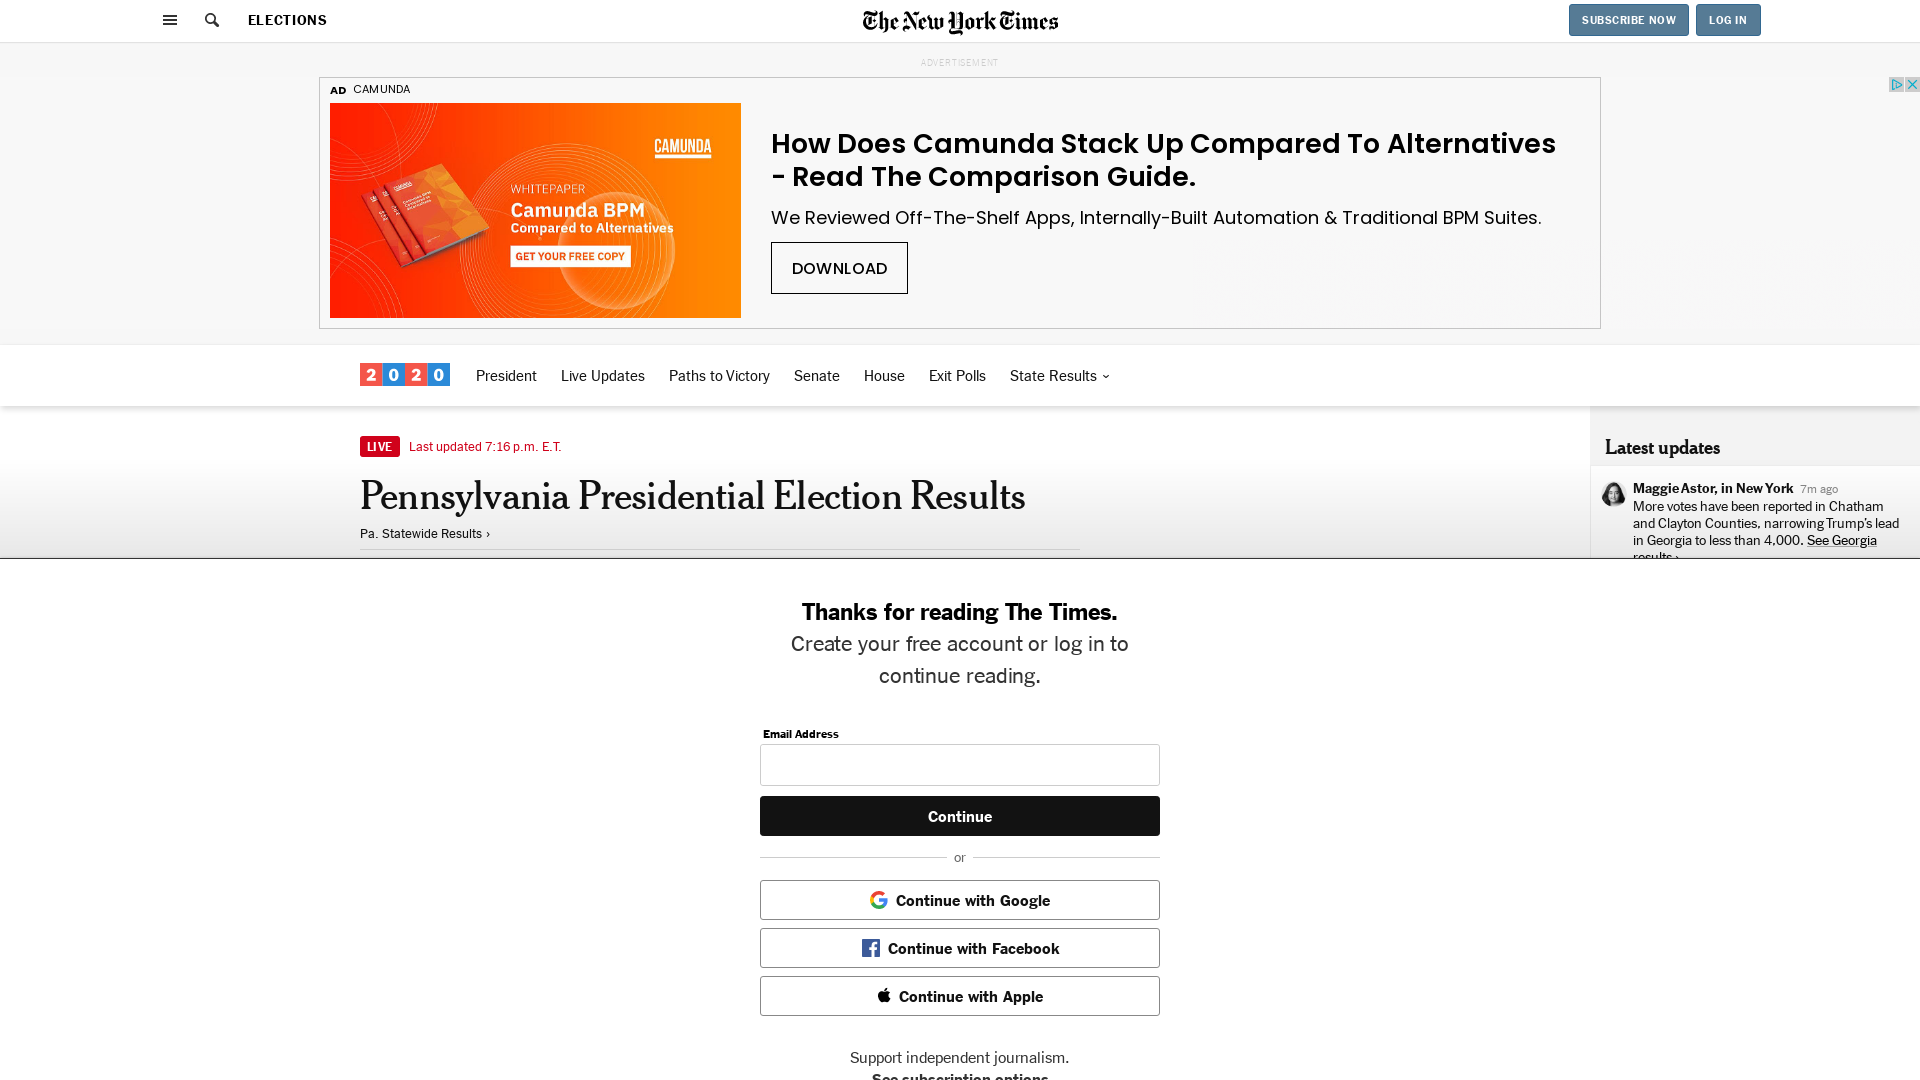 ELECTIONS
The New York Times
SUBSCRIBE NOW
LOG IN
ADVERTISEMENT
AD CAMUNDA
CAMUNDA
WHITEPAPER
Camunda BPM
Compared to Alternatives
GET YOUR FREE COPY
How Does Camunda Stack Up Compared To Alternatives
- Read The Comparison Guide.
We Reviewed Off-The-Shelf Apps, Internally-Built Automation & Traditional BPM Suites.
DOWNLOAD
2020
President
Live Updates
Paths to Victory
Senate
House
Exit Polls
State Results
LIVE Last updated 7:16 p.m. E.T.
Pennsylvania Presidential Election Results
Pa. Statewide Results ›
Latest updates
Maggie Astor, in New York 7m ago
More votes have been reported in Chatham
and Clayton Counties, narrowing Trump’s lead
in Georgia to less than 4,000. See Georgia
results ›
Thanks for reading The Times.
Create your free account or log in to
continue reading.
Email Address
Continue
or
Continue with Google
Continue with Facebook
Continue with Apple
Support independent journalism.
See subscription options